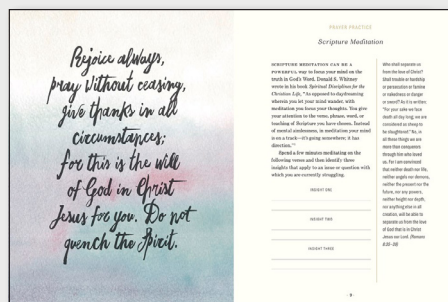 Rejoice always,
pray without ceasing,
give thanks in all
circumstances;
for this is the will
of God in Christ
Jesus for you. Do not
quench the Spirit.
PRAYER PRACTICE
Scripture Meditation
SCRIPTURE MEDITATION CAN BE A
POWERFUL way to focus your mind on the
truth in God's Word. Donald S. Whitney
wrote in his book Spiritual Disciplines for the
Christian Life, "As opposed to daydreaming
wherein you let your mind wander, with
meditation you focus your thoughts. You give
your attention to the verse, phrase, word, or
teaching of Scripture you have chosen. Instead
of mental aimlessness, in meditation your mind
is on a track—it's going somewhere; it has
direction."
Spend a few minutes meditating on the
following verses and then identify three
insights that apply to an issue or question with
which you are currently struggling.
INSIGHT ONE
INSIGHT TWO
INSIGHT THREE
Who shall separate us
from the love of Christ?
Shall trouble or hardship
or persecution or famine
or nakedness or danger
or sword? As it is written:
"For your sake we face
death all day long; we are
considered as sheep to
be slaughtered." No, in
all these things we are
more than conquerors
through him who loved
us. For I am convinced
that neither death nor life,
neither angels nor demons,
neither the present nor the
future, nor any powers,
neither height nor depth,
nor anything else in all
creation, will be able to
separate us from the love
of God that is in Christ
Jesus our Lord. (Romans
8:35–39)